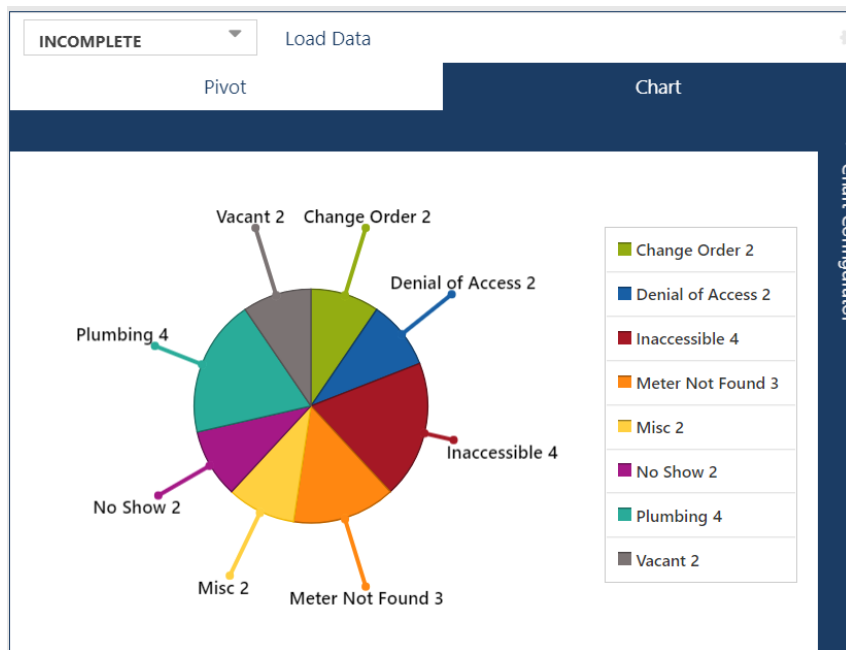 INCOMPLETE
Load Data
Pivot
Chart
Vacant 2
Change Order 2
Denial of Access 2
Plumbing 4
Inaccessible 4
No Show 2
Misc 2
Meter Not Found 3
Change Order 2
Denial of Access 2
Inaccessible 4
Meter Not Found 3
Misc 2
No Show 2
Plumbing 4
Vacant 2